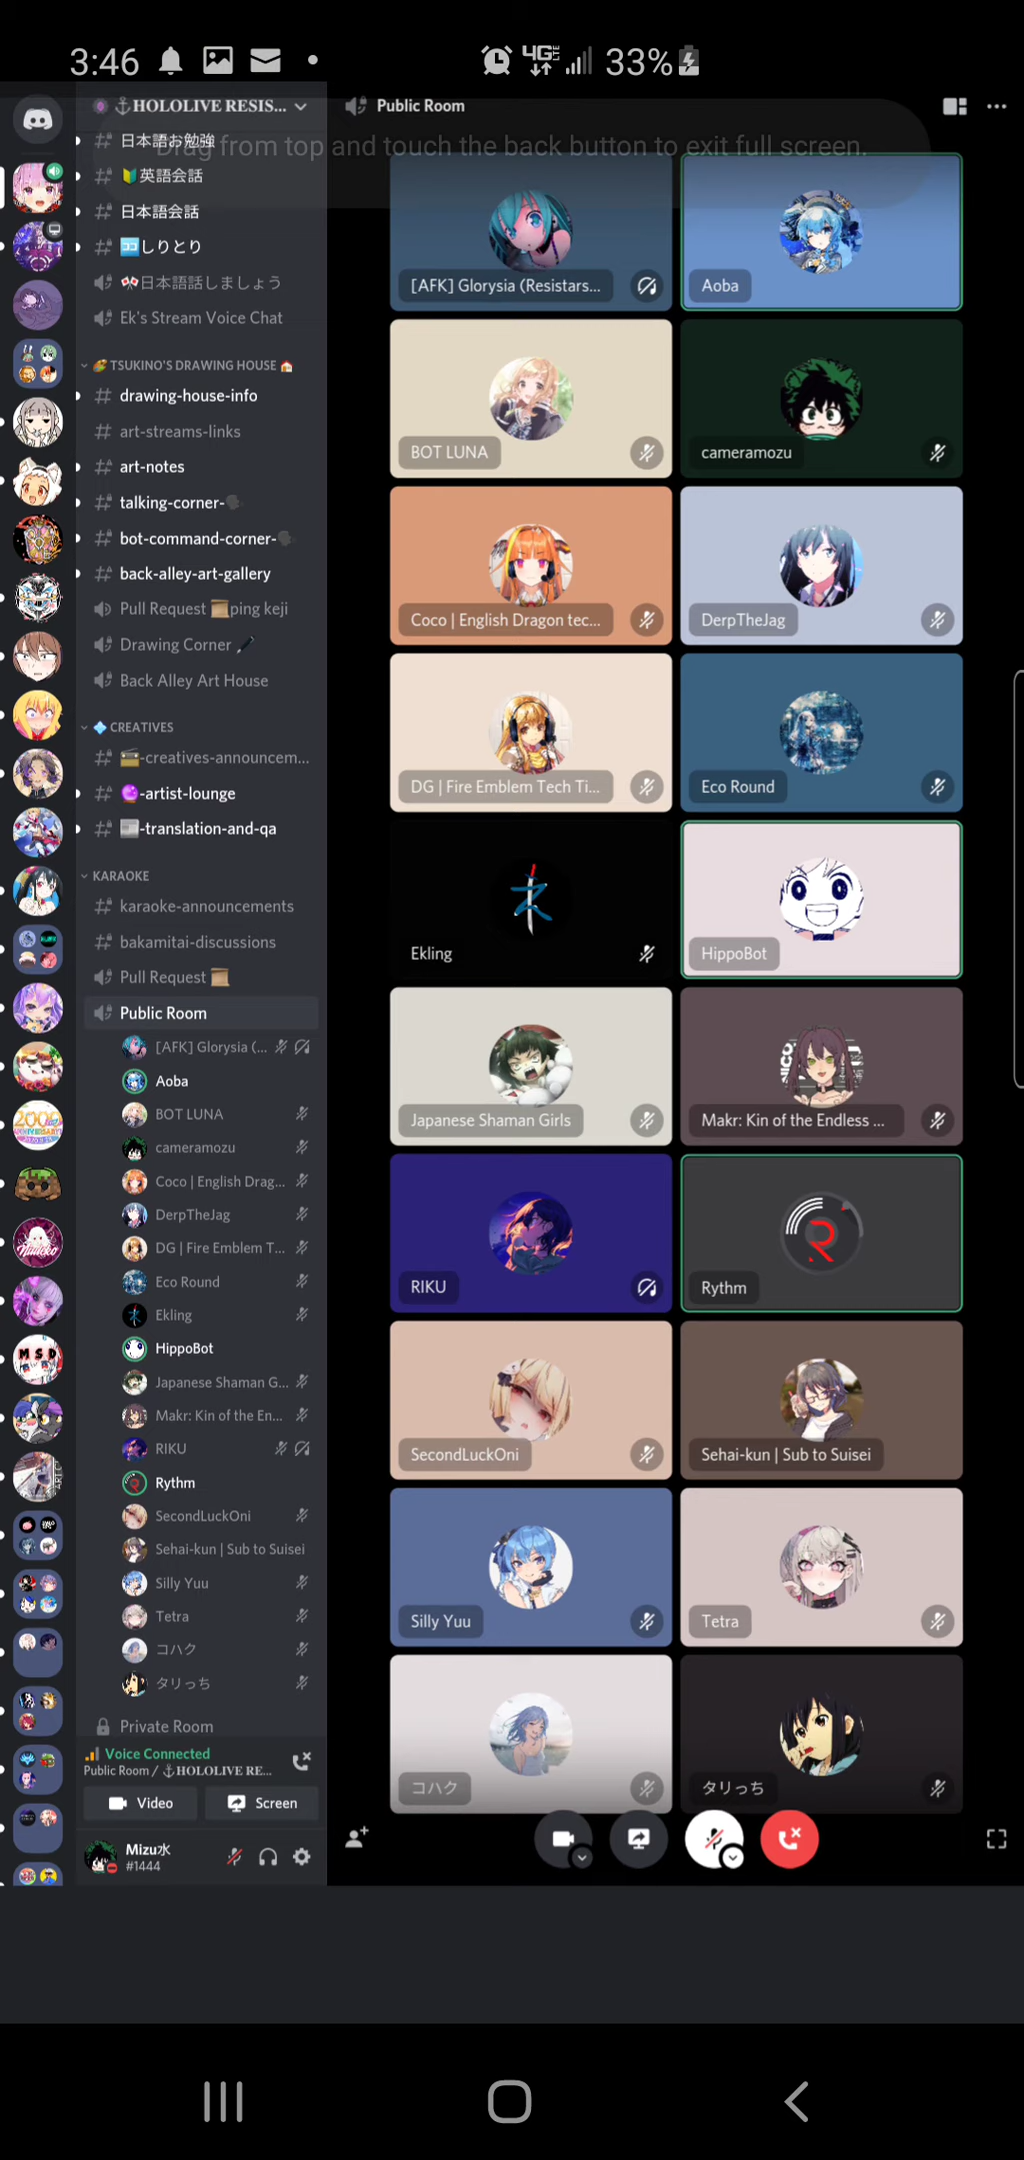 3:46
4G LTE
33%
⚓HOLOLIVE RESIS...
Public Room
Drag from top and touch the back button to exit full screen.
日本語お勉強
🔰英語会話
日本語会話
🈁しりとり
🎌日本語話しましょう
Ek's Stream Voice Chat
TSUKINO'S DRAWING HOUSE
drawing-house-info
art-streams-links
art-notes
talking-corner-
bot-command-corner-
back-alley-art-gallery
Pull Request 📜ping keji
Drawing Corner
Back Alley Art House
CREATIVES
📻-creatives-announcem...
🔮-artist-lounge
📰-translation-and-qa
KARAOKE
karaoke-announcements
bakamitai-discussions
Pull Request 📜
Public Room
[AFK] Glorysia (...
Aoba
BOT LUNA
cameramozu
Coco | English Drag...
DerpTheJag
DG | Fire Emblem T...
Eco Round
Ekling
HippoBot
Japanese Shaman G...
Makr: Kin of the En...
RIKU
Rythm
SecondLuckOni
Sehai-kun | Sub to Suisei
Silly Yuu
Tetra
コハク
タリっち
Private Room
Voice Connected
Public Room / ⚓HOLOLIVE RE...
Video
Screen
Mizu水
#1444
[AFK] Glorysia (Resistars...
Aoba
BOT LUNA
cameramozu
Coco | English Dragon tec...
DerpTheJag
DG | Fire Emblem Tech Ti...
Eco Round
Ekling
HippoBot
Japanese Shaman Girls
Makr: Kin of the Endless ...
RIKU
Rythm
SecondLuckOni
Sehai-kun | Sub to Suisei
Silly Yuu
Tetra
コハク
タリっち